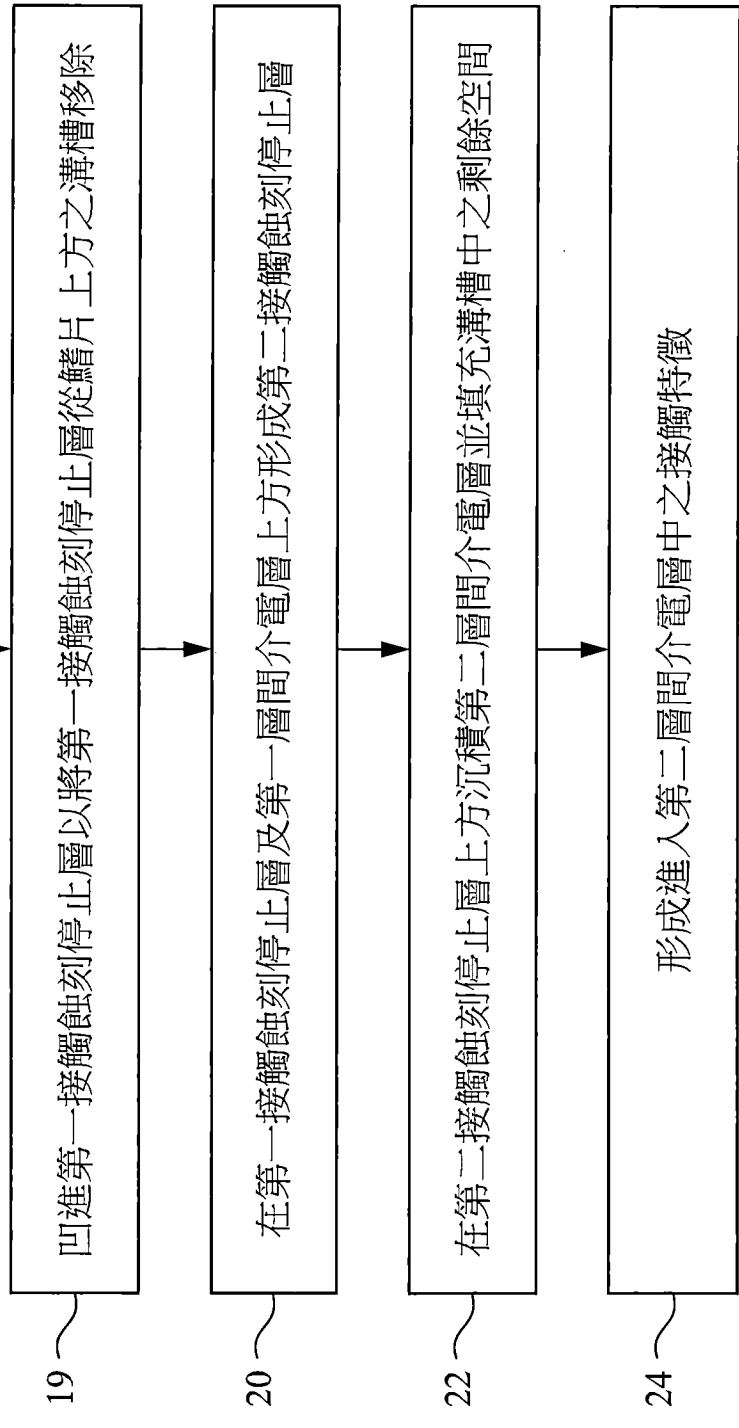 19
凹進第一接觸蝕刻停止層以將第一接觸蝕刻停止層從鰭片上方之溝槽移除
20
在第一接觸蝕刻停止層及第一層間介電層上方形成第二接觸蝕刻停止層
22
在第二接觸蝕刻停止層上方沉積第二層間介電層並填充溝槽中之剩餘空間
24
形成進入第二層間介電層中之接觸特徵